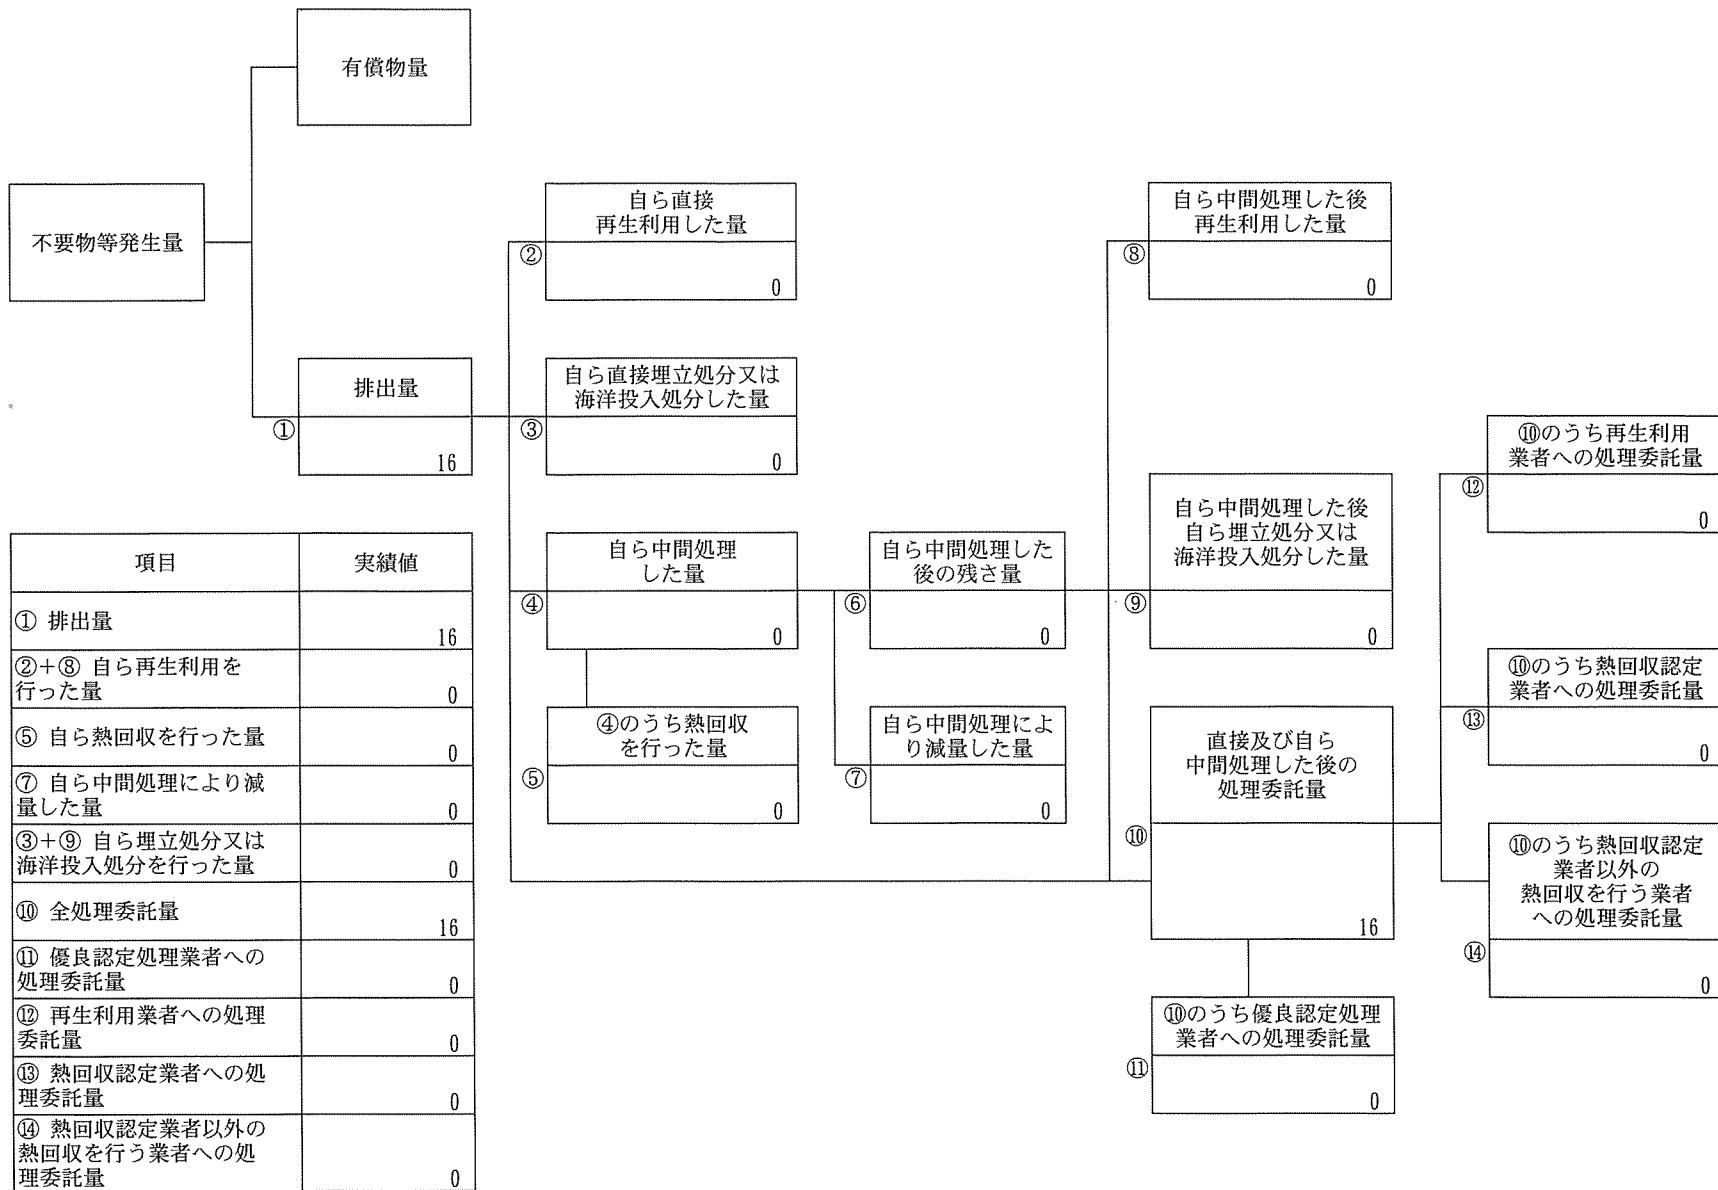 有償物量
不要物等発生量
排出量
①
16
自ら直接
再生利用した量
②
0
自ら直接埋立処分又は
海洋投入処分した量
③
0
自ら中間処理
した量
④
0
④のうち熱回収
を行った量
⑤
0
自ら中間処理した
後の残さ量
⑥
0
自ら中間処理によ
り減量した量
⑦
0
自ら中間処理した後
再生利用した量
⑧
0
自ら中間処理した後
自ら埋立処分又は
海洋投入処分した量
⑨
0
直接及び自ら
中間処理した後の
処理委託量
⑩
16
⑩のうち優良認定処理
業者への処理委託量
⑪
0
⑩のうち再生利用
業者への処理委託量
⑫
0
⑩のうち熱回収認定
業者への処理委託量
⑬
0
⑩のうち熱回収認定
業者以外の
熱回収を行う業者
への処理委託量
⑭
0
項目 実績値
① 排出量
16
②+⑧ 自ら再生利用を
行った量
0
⑤ 自ら熱回収を行った量
0
⑦ 自ら中間処理により減
量した量
0
③+⑨ 自ら埋立処分又は
海洋投入処分を行った量
0
⑩ 全処理委託量
16
⑪ 優良認定処理業者への
処理委託量
0
⑫ 再生利用業者への処理
委託量
0
⑬ 熱回収認定業者への処
理委託量
0
⑭ 熱回収認定業者以外の
熱回収を行う業者への処
理委託量
0